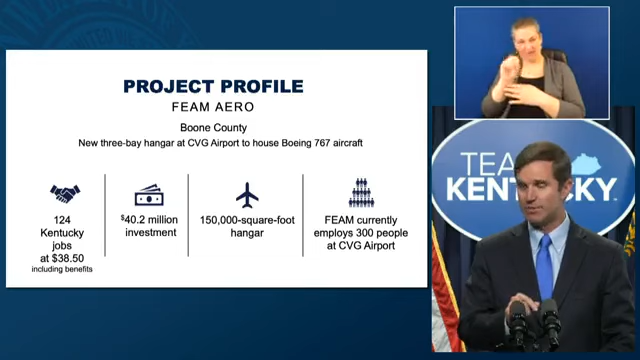 PROJECT PROFILE
FEAM AERO
Boone County
New three-bay hangar at CVG Airport to house Boeing 767 aircraft
124
Kentucky
jobs
at $38.50
including benefits
$40.2 million
investment
150,000-square-foot
hangar
FEAM currently
employs 300 people
at CVG Airport
TEAM
KENTUCKY